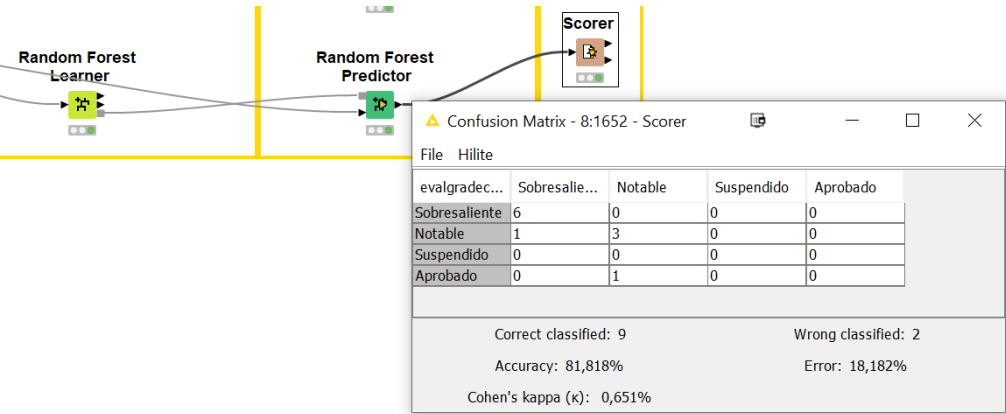 Random Forest
Learner
Random Forest
Predictor
Scorer
Confusion Matrix - 8:1652 - Scorer
File Hilite
evalgradec... Sobresalie... Notable Suspendido Aprobado
Sobresaliente 6 0 0 0
Notable 1 3 0 0
Suspendido 0 0 0 0
Aprobado 0 1 0 0
Correct classified: 9 Wrong classified: 2
Accuracy: 81,818% Error: 18,182%
Cohen's kappa (κ): 0,651%